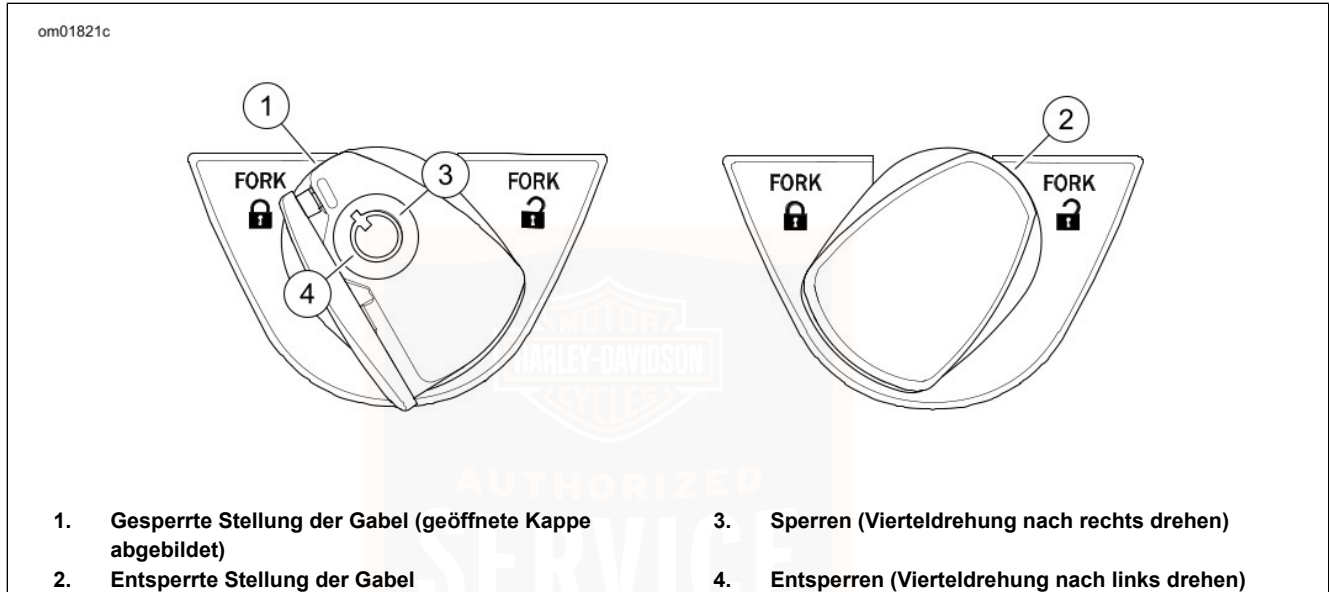 om01821c
1
2
3
4
FORK
FORK
FORK
FORK
MOTOR
HARLEY-DAVIDSON
CYCLES
AUTHORIZED
SERVICE
1. Gesperrte Stellung der Gabel (geöffnete Kappe
abgebildet)
2. Entsperrte Stellung der Gabel
3. Sperren (Vierteldrehung nach rechts drehen)
4. Entsperren (Vierteldrehung nach links drehen)